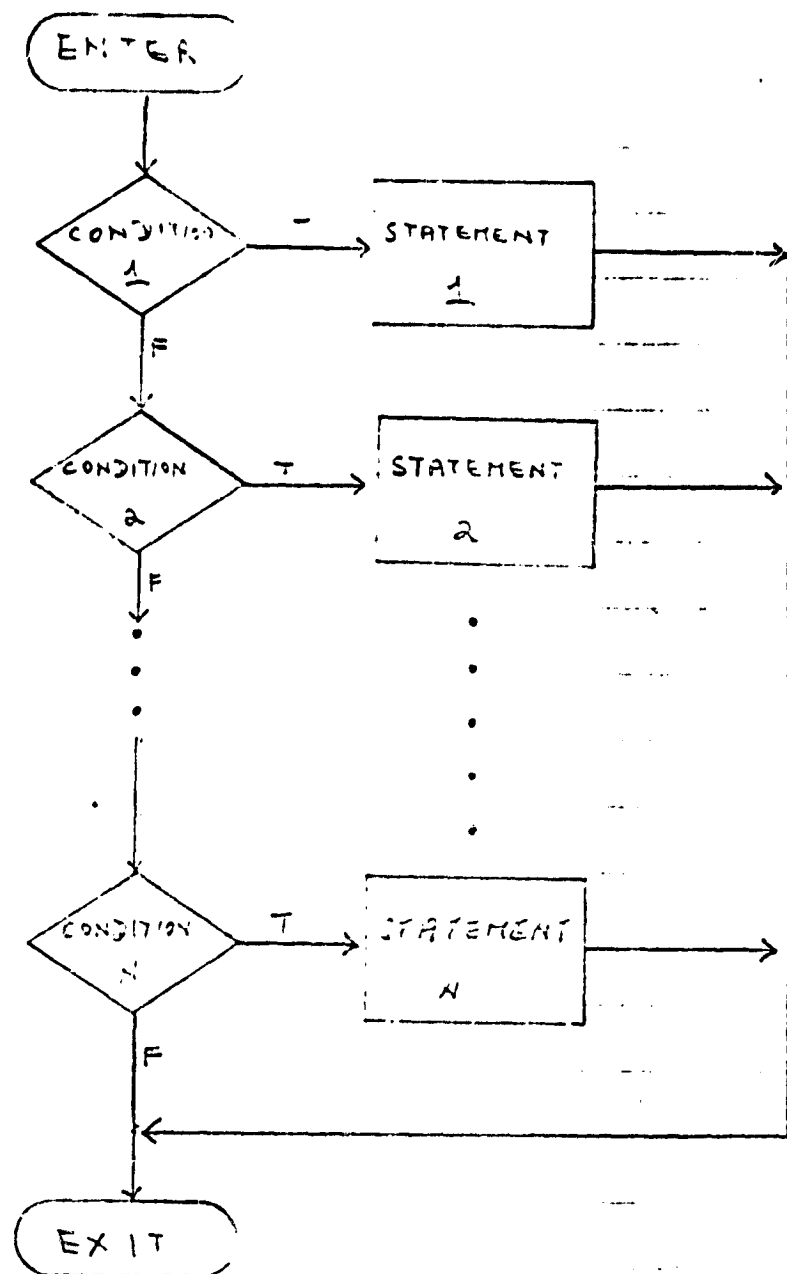 ENTER
CONDITION
1
STATEMENT
1
F
CONDITION
2
T
STATEMENT
2
F
CONDITION
N
T
STATEMENT
N
F
EXIT